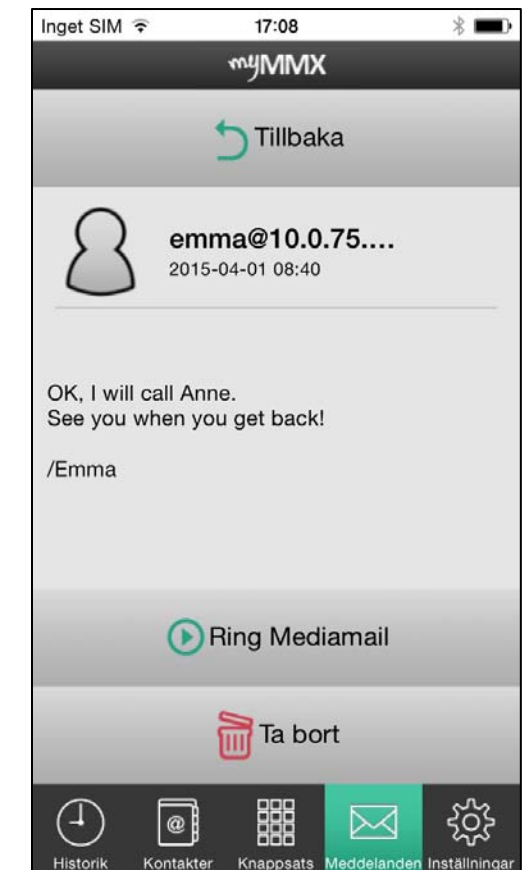 Inget SIM 17:08
myMMX
Tillbaka
emma@10.0.75....
2015-04-01 08:40
OK, I will call Anne.
See you when you get back!
/Emma
Ring Mediamail
Ta bort
@
Historik Kontakter Knappsats Meddelanden Inställningar